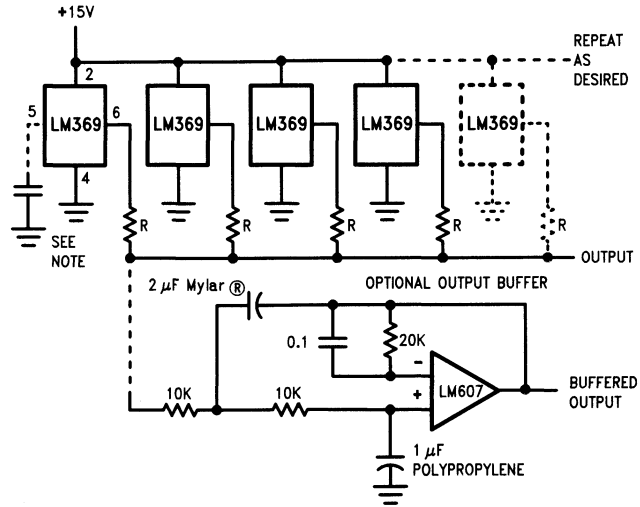 +15V
REPEAT
AS
DESIRED
2
5
6
LM369
LM369
LM369
LM369
LM369
4
SEE
NOTE
R
R
R
R
R
OUTPUT
2 μF Mylar ®
OPTIONAL OUTPUT BUFFER
0.1
20K
-
+
LM607
BUFFERED
OUTPUT
10K
10K
1 μF
POLYPROPYLENE